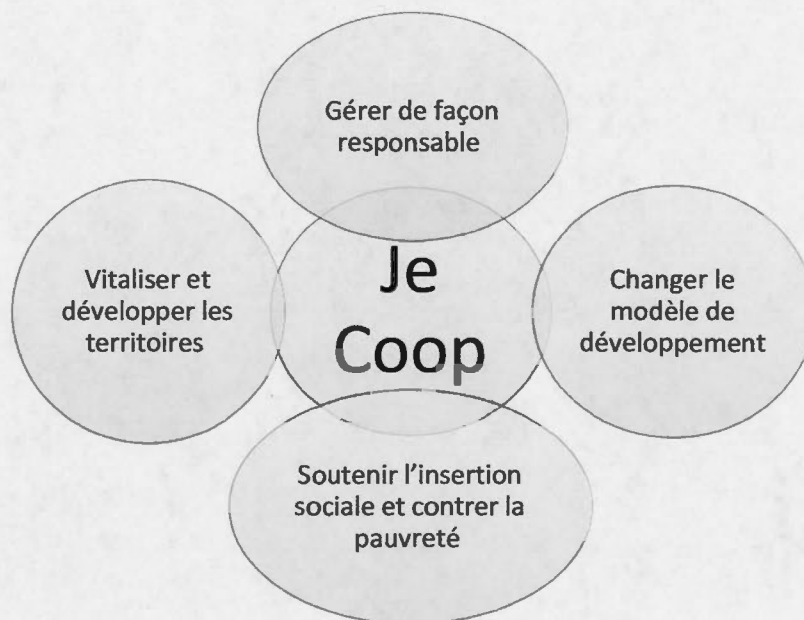 Gérer de façon
responsable
Je
Coop
Vitaliser et
développer les
territoires
Changer le
modèle de
développement
Soutenir l'insertion
sociale et contrer la
pauvreté